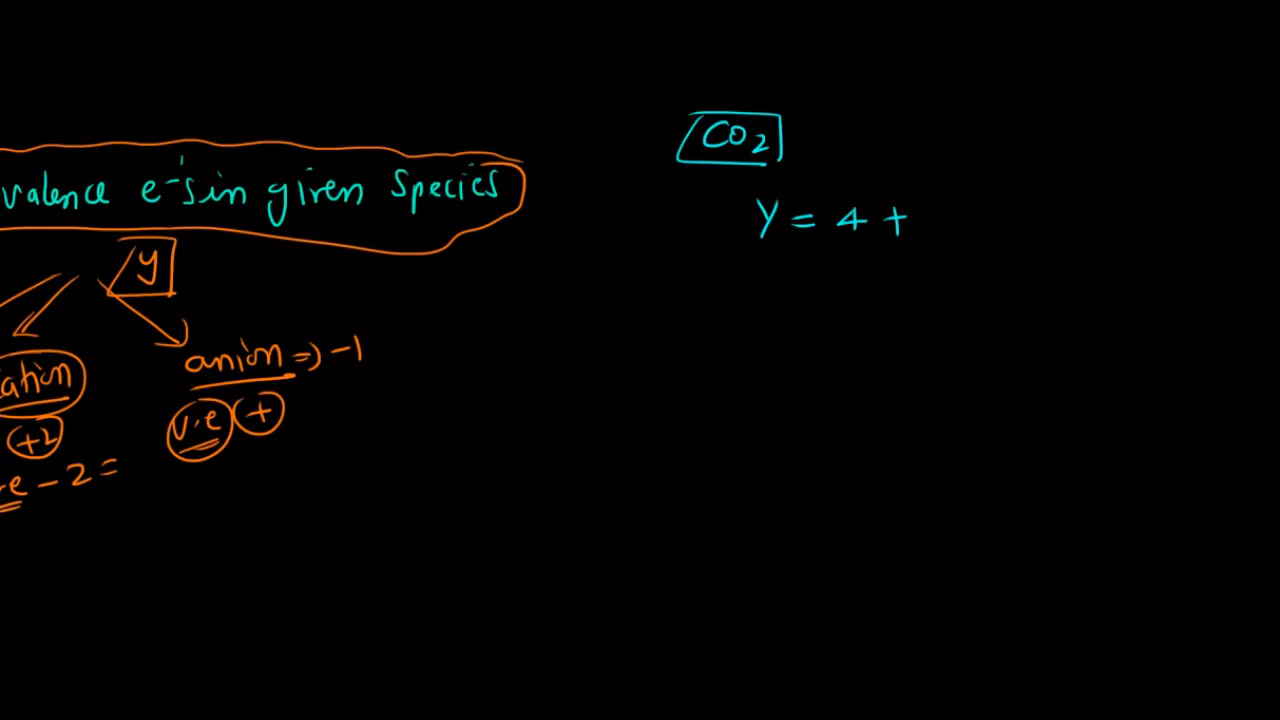 valence e-'s in given species
y
ation
anion => -1
+2
v.e +
e - 2 =
CO2
Y = 4 +